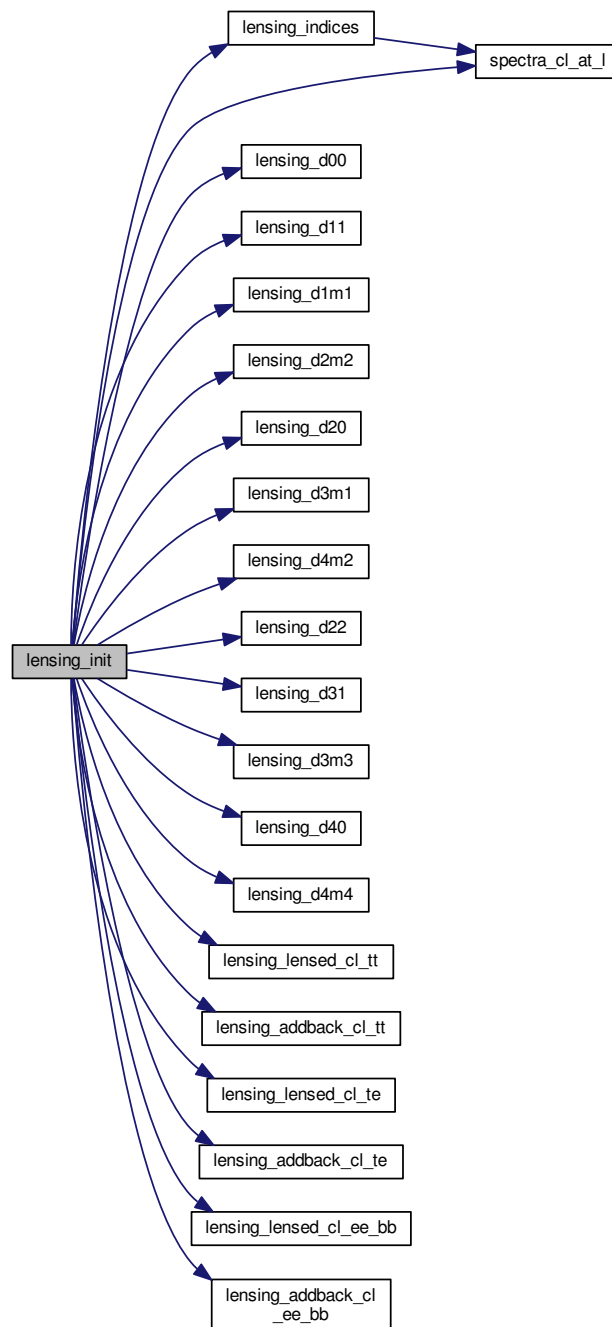 lensing_indices
spectra_cl_at_l
lensing_d00
lensing_d11
lensing_d1m1
lensing_d2m2
lensing_d20
lensing_d3m1
lensing_d4m2
lensing_d22
lensing_init
lensing_d31
lensing_d3m3
lensing_d40
lensing_d4m4
lensing_lensed_cl_tt
lensing_addback_cl_tt
lensing_lensed_cl_te
lensing_addback_cl_te
lensing_lensed_cl_ee_bb
lensing_addback_cl
_ee_bb